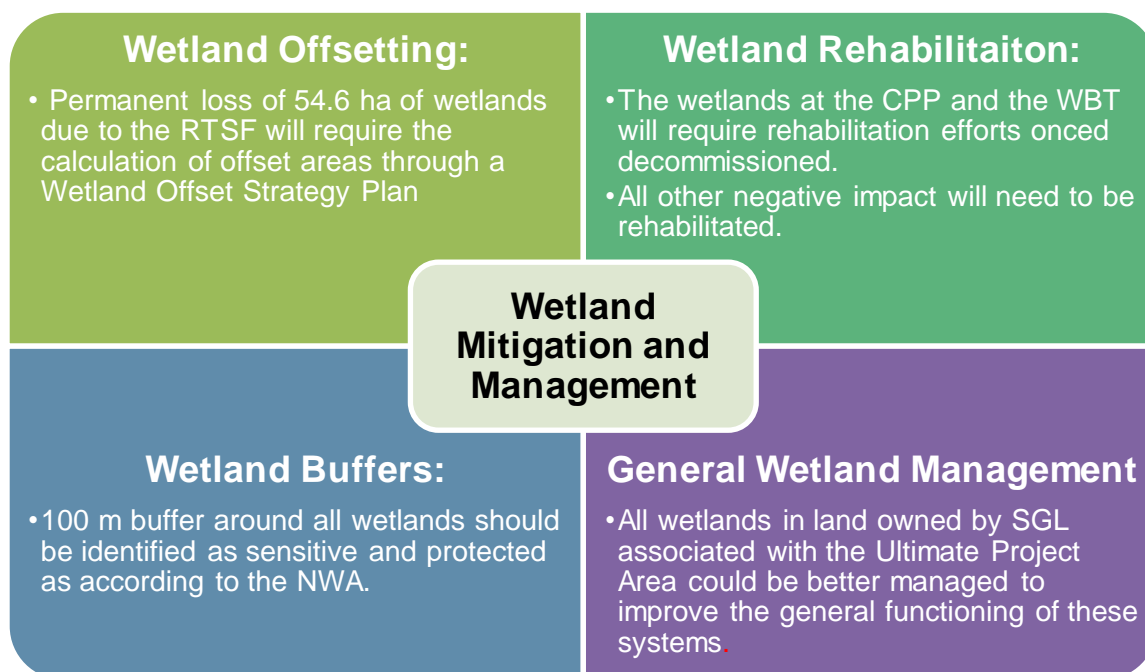 Wetland Offsetting:
• Permanent loss of 54.6 ha of wetlands
due to the RTSF will require the
calculation of offset areas through a
Wetland Offset Strategy Plan
Wetland Rehabilitaiton:
•The wetlands at the CPP and the WBT
will require rehabilitation efforts onced
decommissioned.
•All other negative impact will need to be
rehabilitated.
Wetland
Mitigation and
Management
Wetland Buffers:
•100 m buffer around all wetlands should
be identified as sensitive and protected
as according to the NWA.
General Wetland Management
•All wetlands in land owned by SGL
associated with the Ultimate Project
Area could be better managed to
improve the general functioning of these
systems.